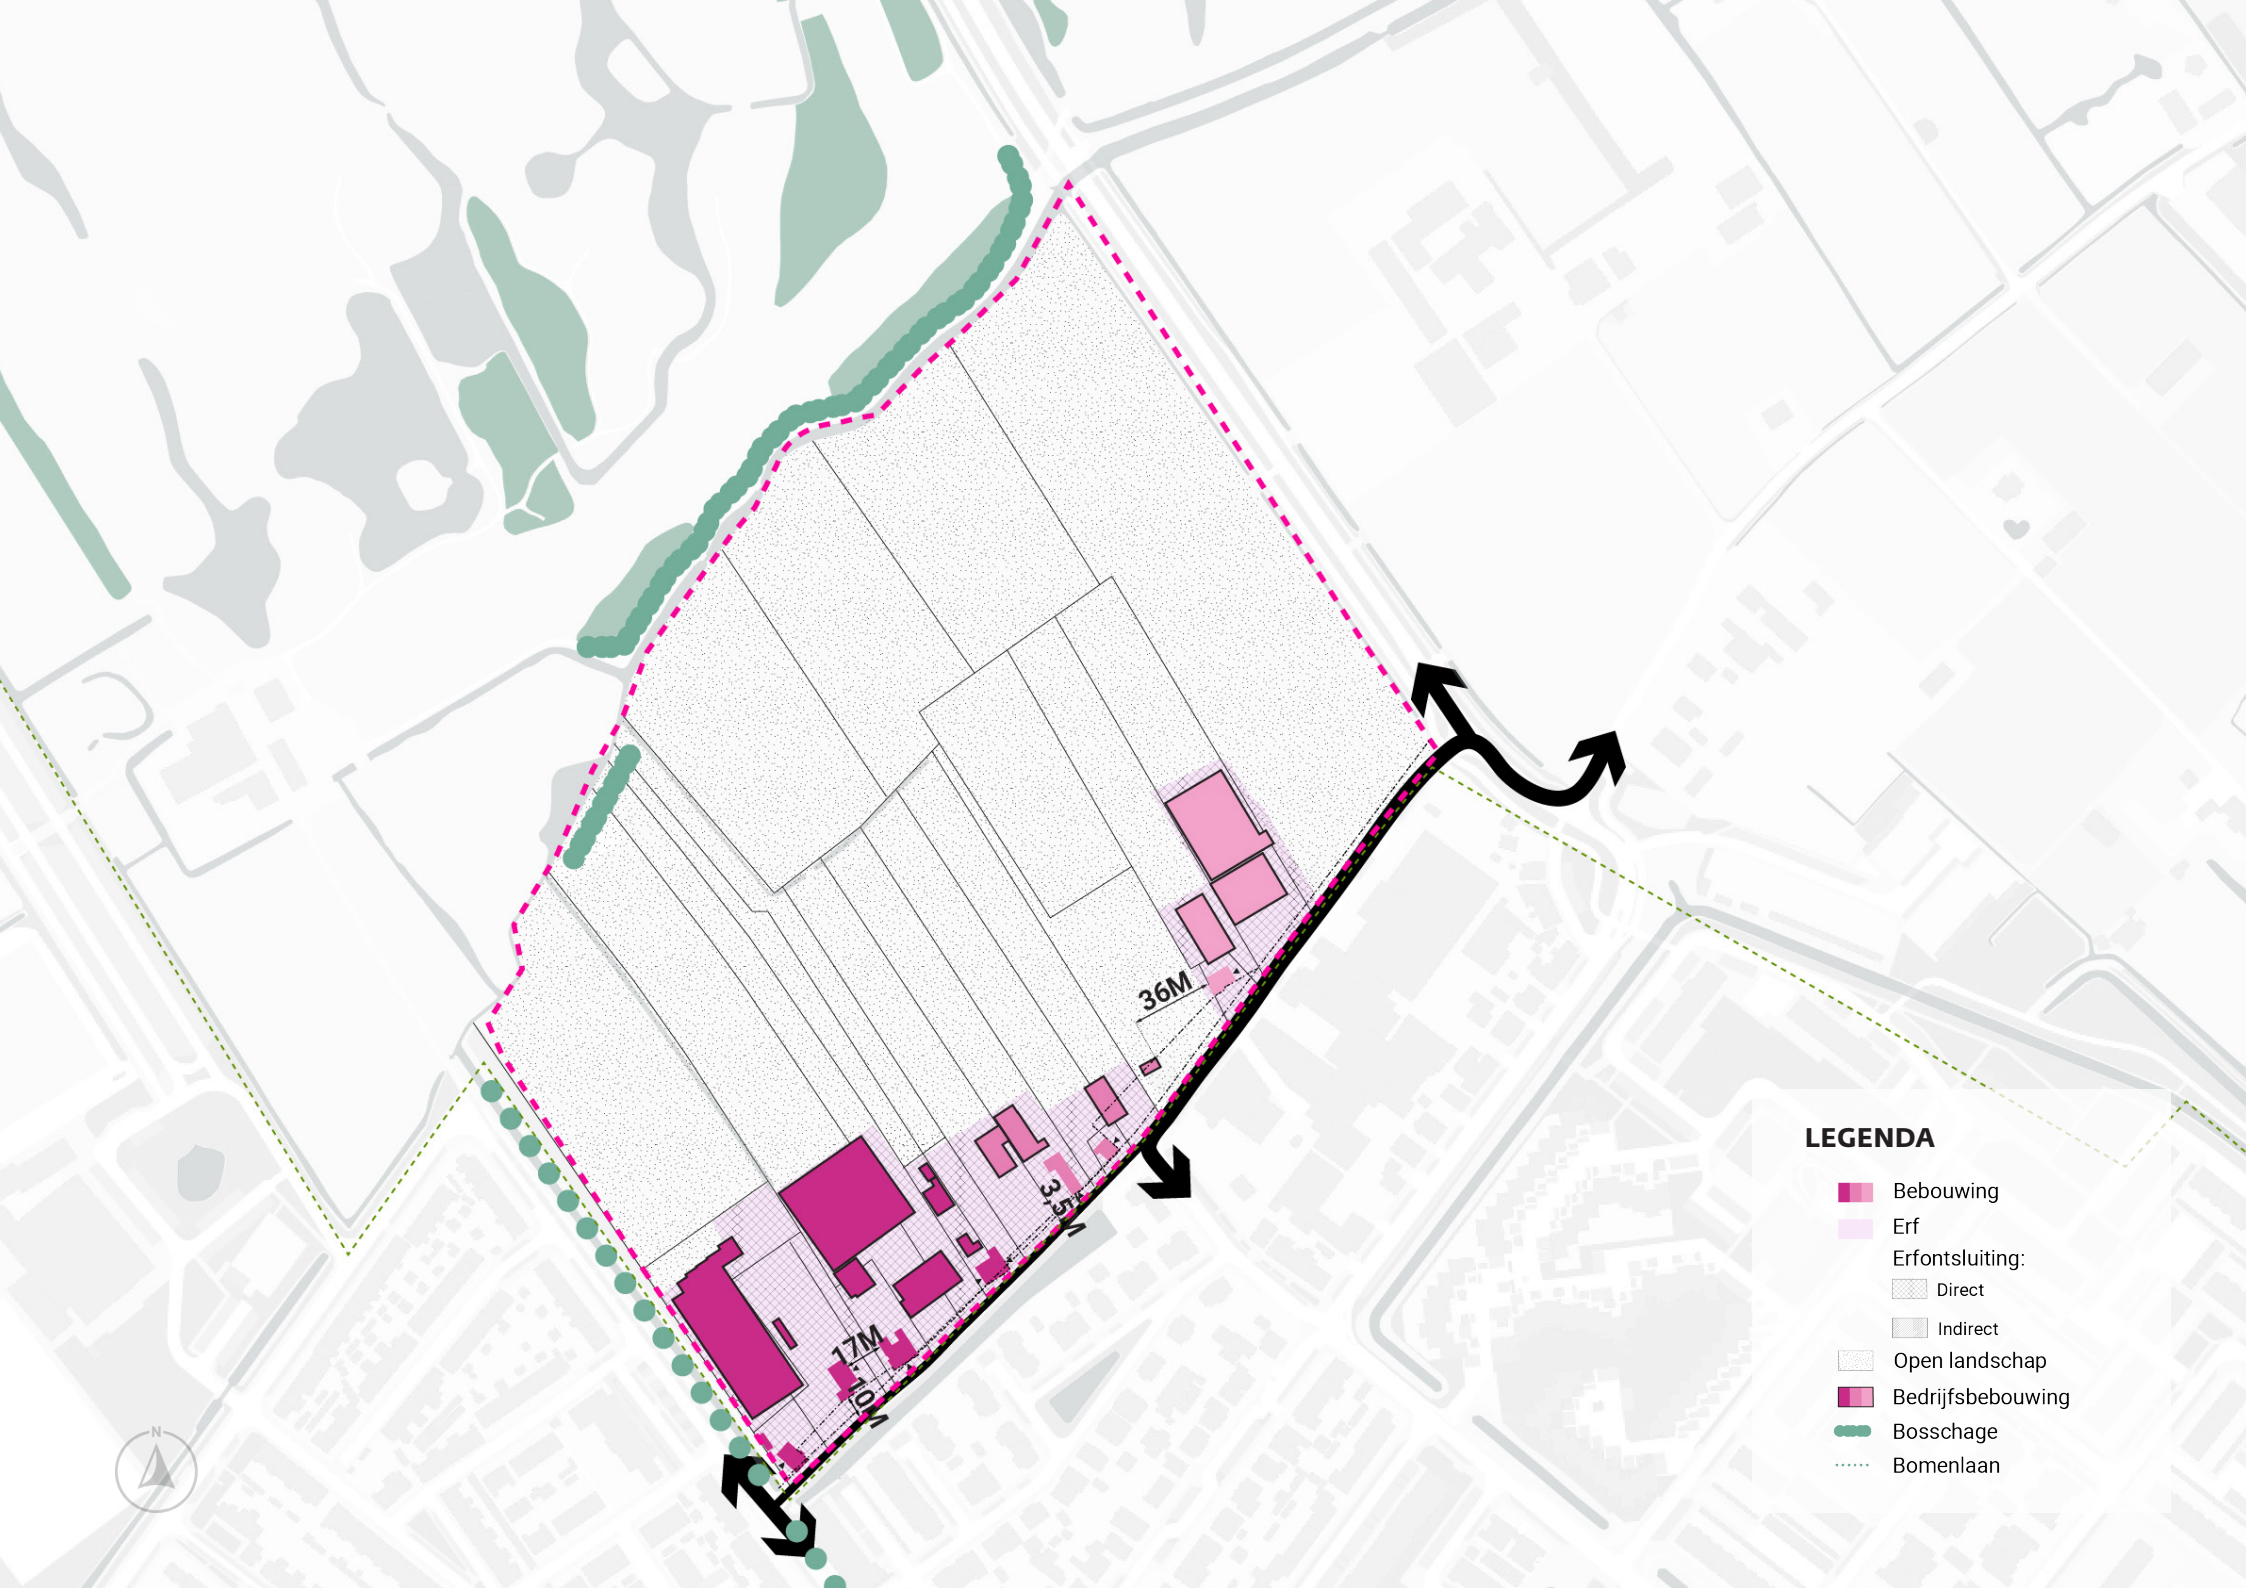 36M
3,5M
17M
10M
N
LEGENDA
Bebouwing
Erf
Erfontsluiting:
Direct
Indirect
Open landschap
Bedrijfsbebouwing
Bosschage
Bomenlaan